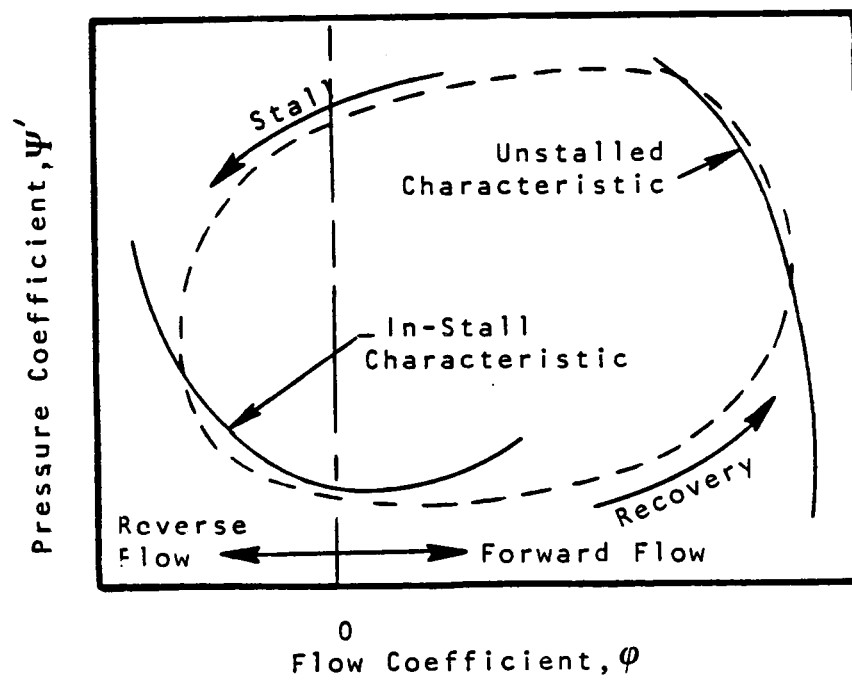 Pressure Coefficient, Ψ′
Stall
Unstalled
Characteristic
In-Stall
Characteristic
Recovery
Reverse
Flow
Forward Flow
0
Flow Coefficient, φ